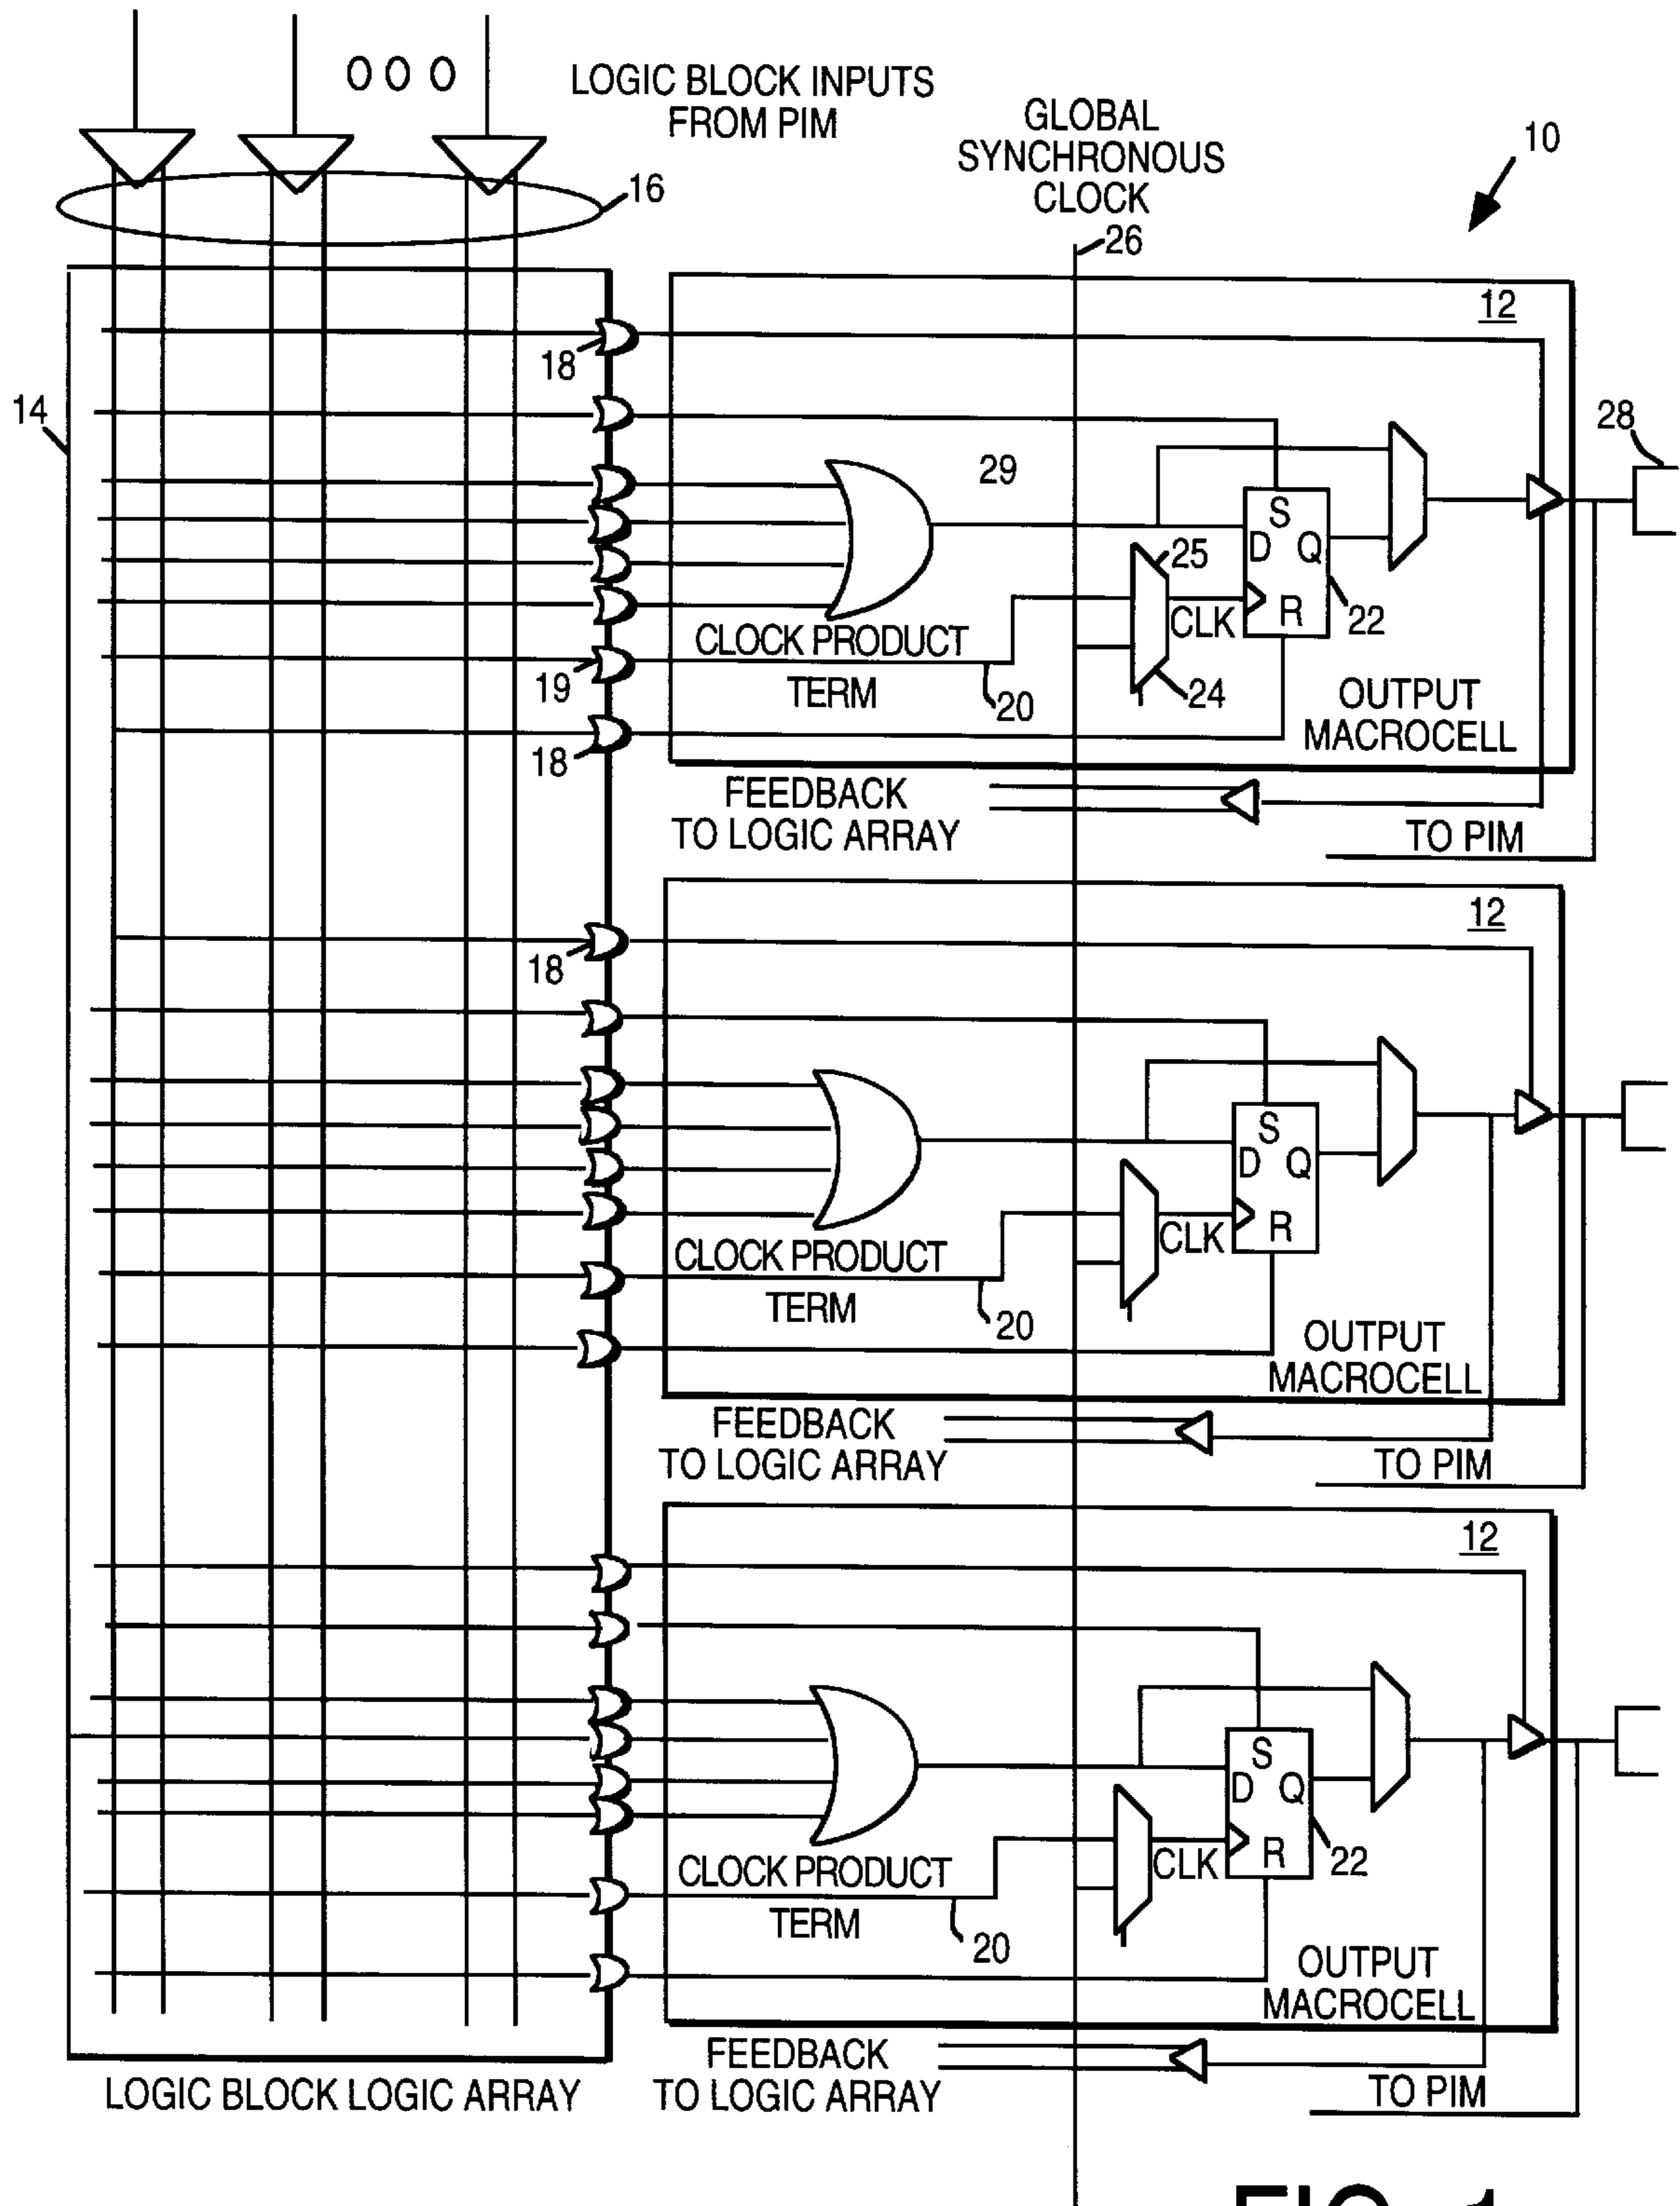 O O O
LOGIC BLOCK INPUTS
FROM PIM
GLOBAL
SYNCHRONOUS
CLOCK
10
16
26
12
18
14
28
29
S
D Q
25
CLK
R
22
CLOCK PRODUCT
19
TERM
20
24
OUTPUT
MACROCELL
18
FEEDBACK
TO LOGIC ARRAY
TO PIM
12
18
S
D Q
CLK
R
CLOCK PRODUCT
TERM
20
OUTPUT
MACROCELL
FEEDBACK
TO LOGIC ARRAY
TO PIM
12
S
D Q
CLK
R
22
CLOCK PRODUCT
TERM
20
OUTPUT
MACROCELL
FEEDBACK
TO LOGIC ARRAY
TO PIM
LOGIC BLOCK LOGIC ARRAY
FIG. 1